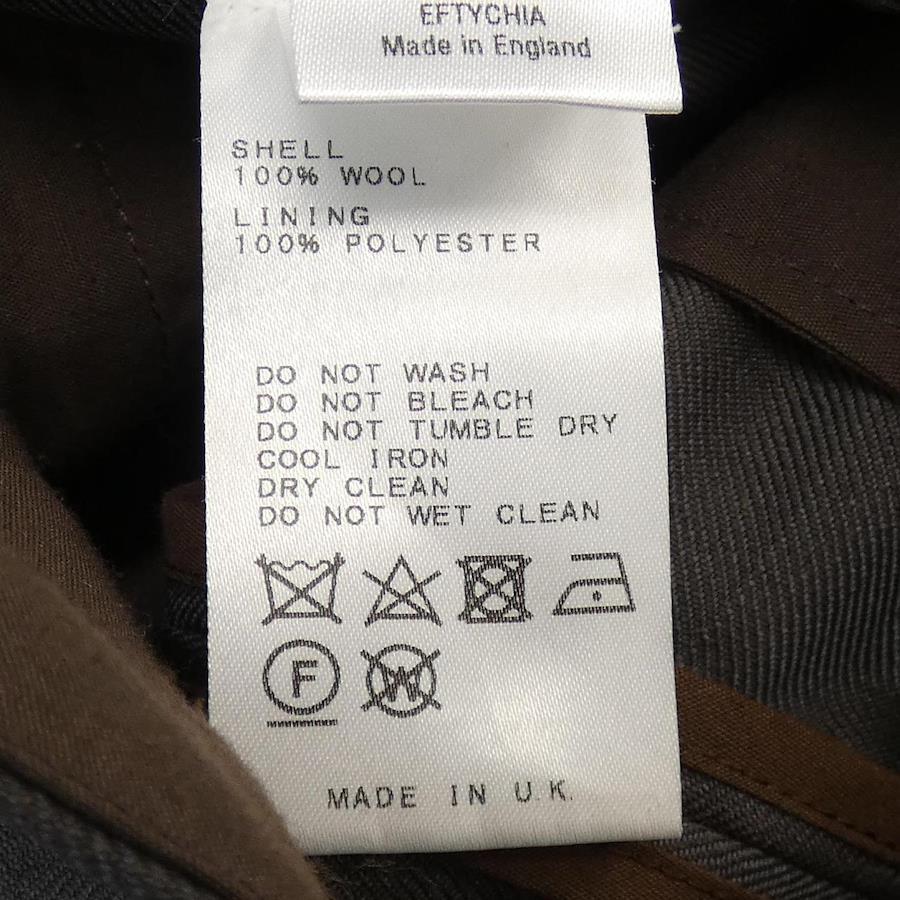 EFTYCHIA
Made in England
SHELL
100% WOOL
LINING
100% POLYESTER
DO NOT WASH
DO NOT BLEACH
DO NOT TUMBLE DRY
COOL IRON
DRY CLEAN
DO NOT WET CLEAN
F W
MADE IN U.K.